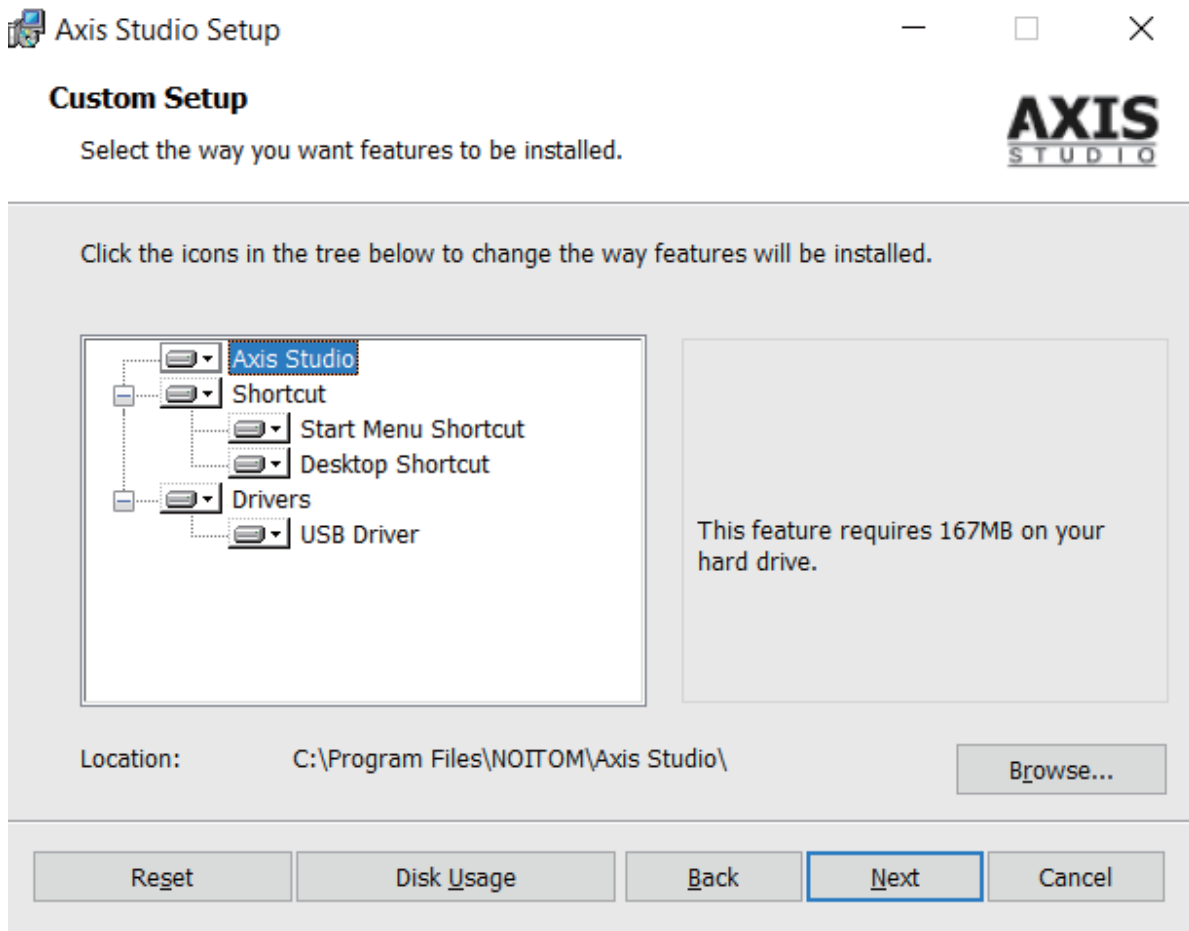 Axis Studio Setup
Custom Setup
Select the way you want features to be installed.
AXIS
STUDIO
Click the icons in the tree below to change the way features will be installed.
Axis Studio
Shortcut
Start Menu Shortcut
Desktop Shortcut
Drivers
USB Driver
This feature requires 167MB on your
hard drive.
Location: C:\Program Files\NOITOM\Axis Studio\
Browse...
Reset Disk Usage Back Next Cancel